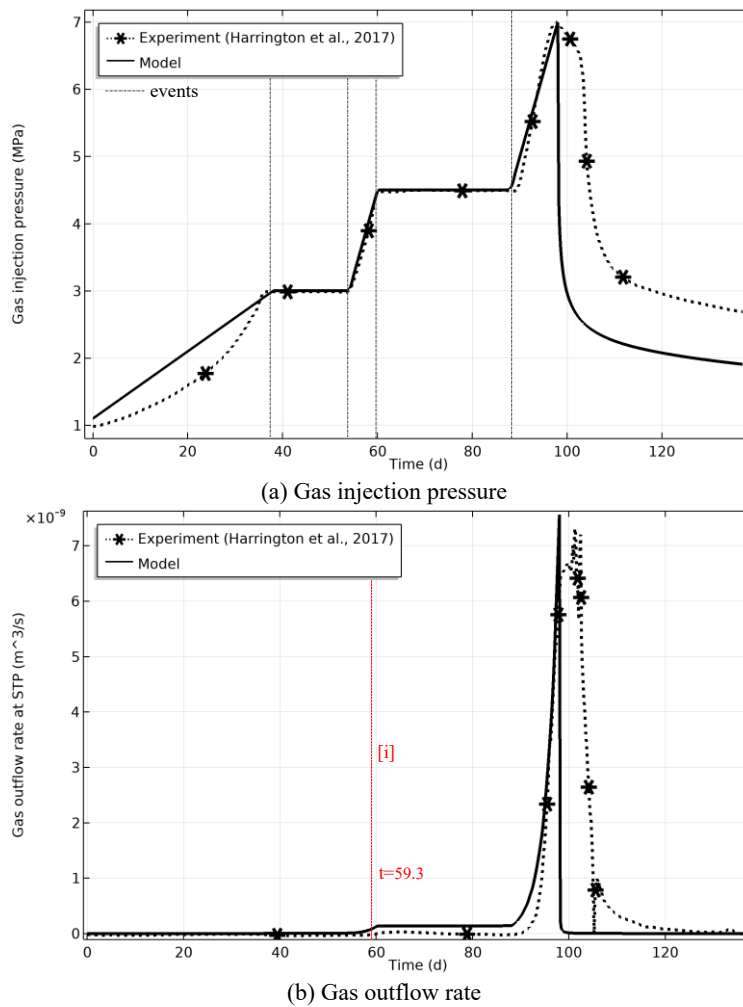 7
Experiment (Harrington et al., 2017)
Model
events
6
5
4
3
2
1
Gas injection pressure (MPa)
0 20 40 60 80 100 120
Time (d)
(a) Gas injection pressure
×10^-9
Experiment (Harrington et al., 2017)
Model
7
6
5
4
3
2
1
0
Gas outflow rate at STP (m^3/s)
[i]
t=59.3
0 20 40 60 80 100 120
Time (d)
(b) Gas outflow rate